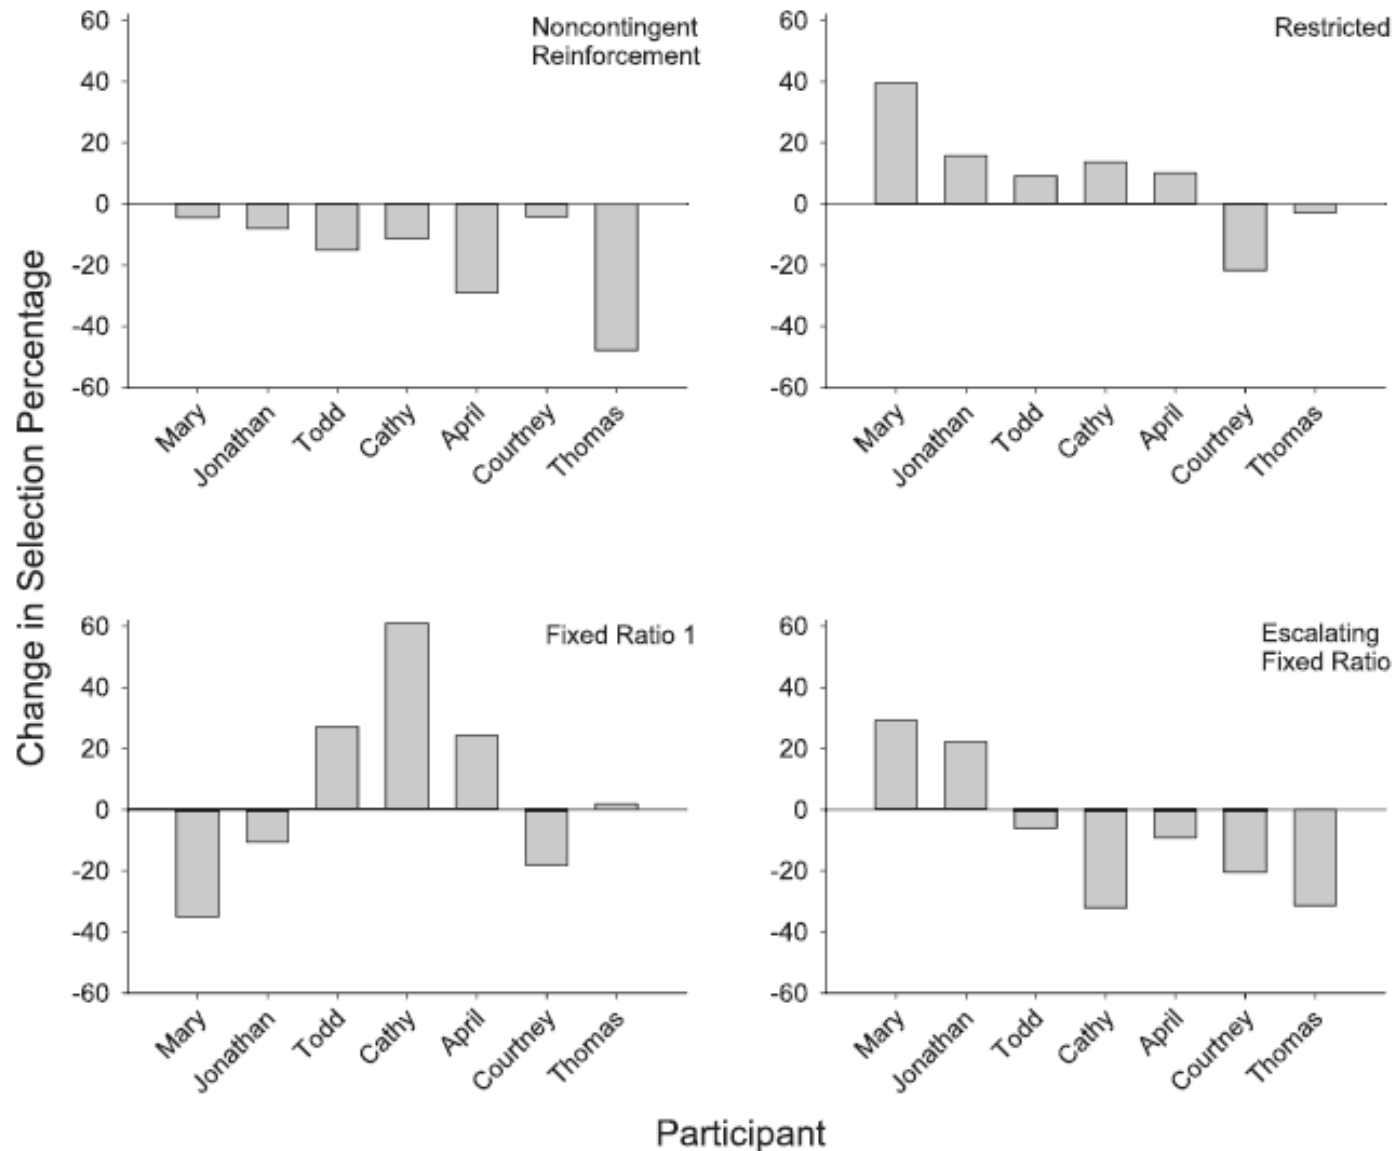 Change in Selection Percentage
60
40
20
0
-20
-40
-60
Noncontingent
Reinforcement
Mary
Jonathan
Todd
Cathy
April
Courtney
Thomas
60
40
20
0
-20
-40
-60
Restricted
Mary
Jonathan
Todd
Cathy
April
Courtney
Thomas
60
40
20
0
-20
-40
-60
Fixed Ratio 1
Mary
Jonathan
Todd
Cathy
April
Courtney
Thomas
60
40
20
0
-20
-40
-60
Escalating
Fixed Ratio
Mary
Jonathan
Todd
Cathy
April
Courtney
Thomas
Participant